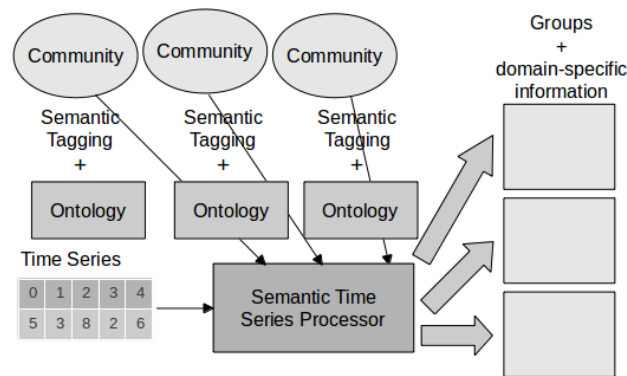 Community
Community
Community
Groups
+
domain-specific
information
Semantic
Tagging
+
Semantic
Tagging
+
Semantic
Tagging
+
Ontology
Ontology
Ontology
Time Series
0 1 2 3 4
5 3 8 2 6
Semantic Time
Series Processor